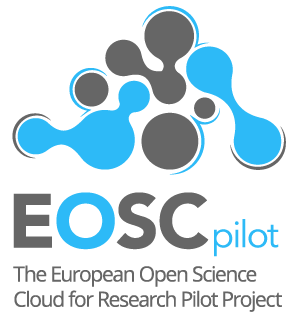 EOSCpilot
The European Open Science
Cloud for Research Pilot Project